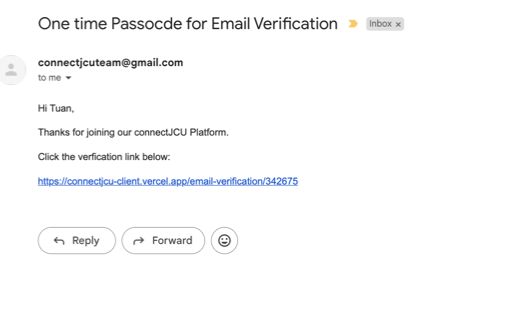 One time Passocde for Email Verification
Inbox x
connectjcuteam@gmail.com
to me
Hi Tuan,
Thanks for joining our connectJCU Platform.
Click the verfication link below:
https://connectjcu-client.vercel.app/email-verification/342675
Reply
Forward